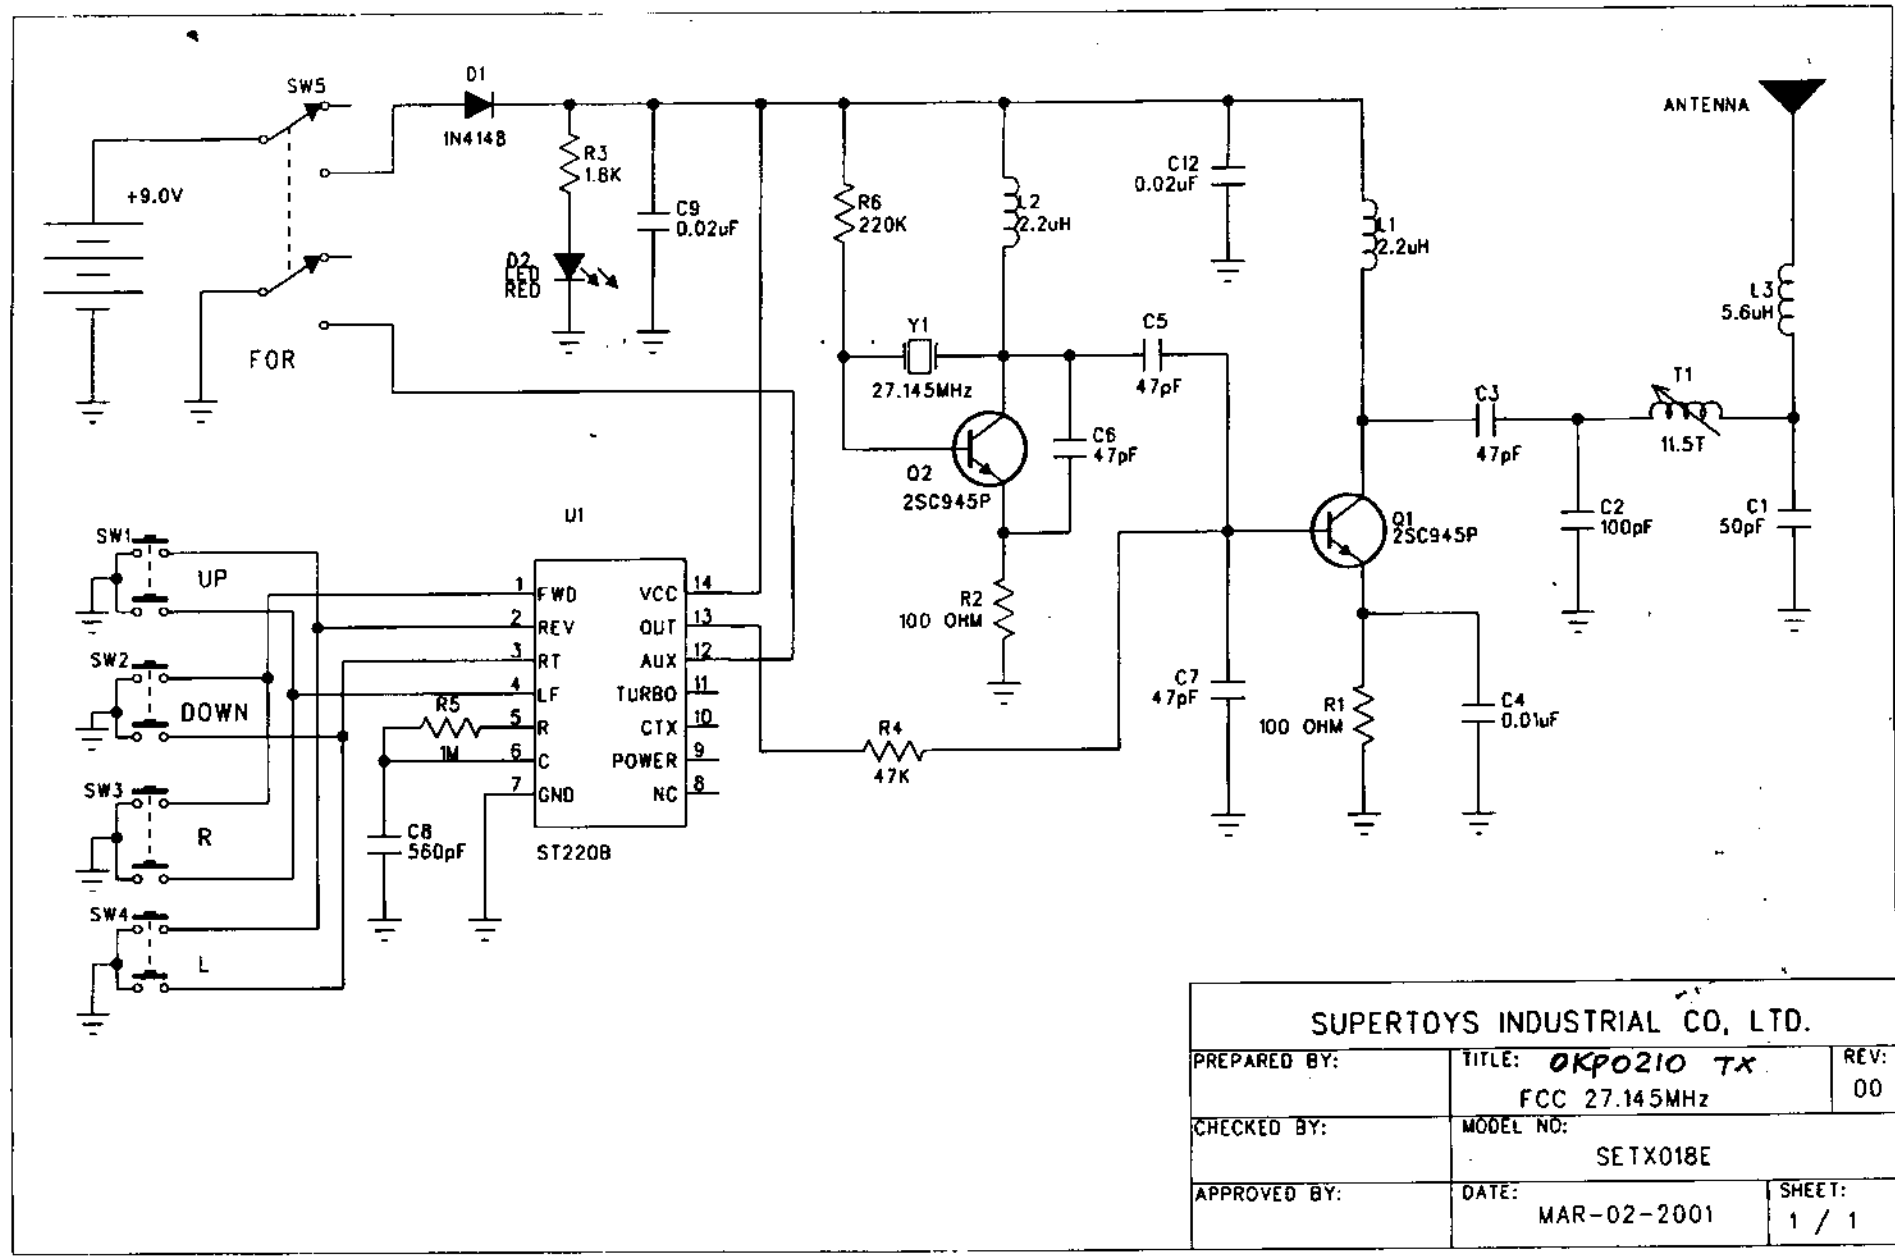 SW5
D1
1N4148
ANTENNA
+9.0V
R3
1.8K
C9
0.02uF
R6
220K
L2
2.2uH
C12
0.02uF
L1
2.2uH
L3
5.6uH
D2
LED
RED
FOR
Y1
27.145MHz
C5
47pF
C6
47pF
Q2
2SC945P
C3
47pF
T1
11.5T
C2
100pF
C1
50pF
Q1
2SC945P
SW1
UP
SW2
DOWN
SW3
R
SW4
L
U1
1 FWD VCC 14
2 REV OUT 13
3 RT AUX 12
4 LF TURBO 11
5 R CTX 10
6 C POWER 9
7 GND NC 8
ST220B
R5
1M
C8
560pF
R2
100 OHM
R4
47K
C7
47pF
R1
100 OHM
C4
0.01uF
SUPERTOYS INDUSTRIAL CO, LTD.
PREPARED BY:
TITLE: OKP0210 TX
FCC 27.145MHz
REV:
00
CHECKED BY:
MODEL NO:
SETX018E
APPROVED BY:
DATE:
MAR-02-2001
SHEET:
1 / 1